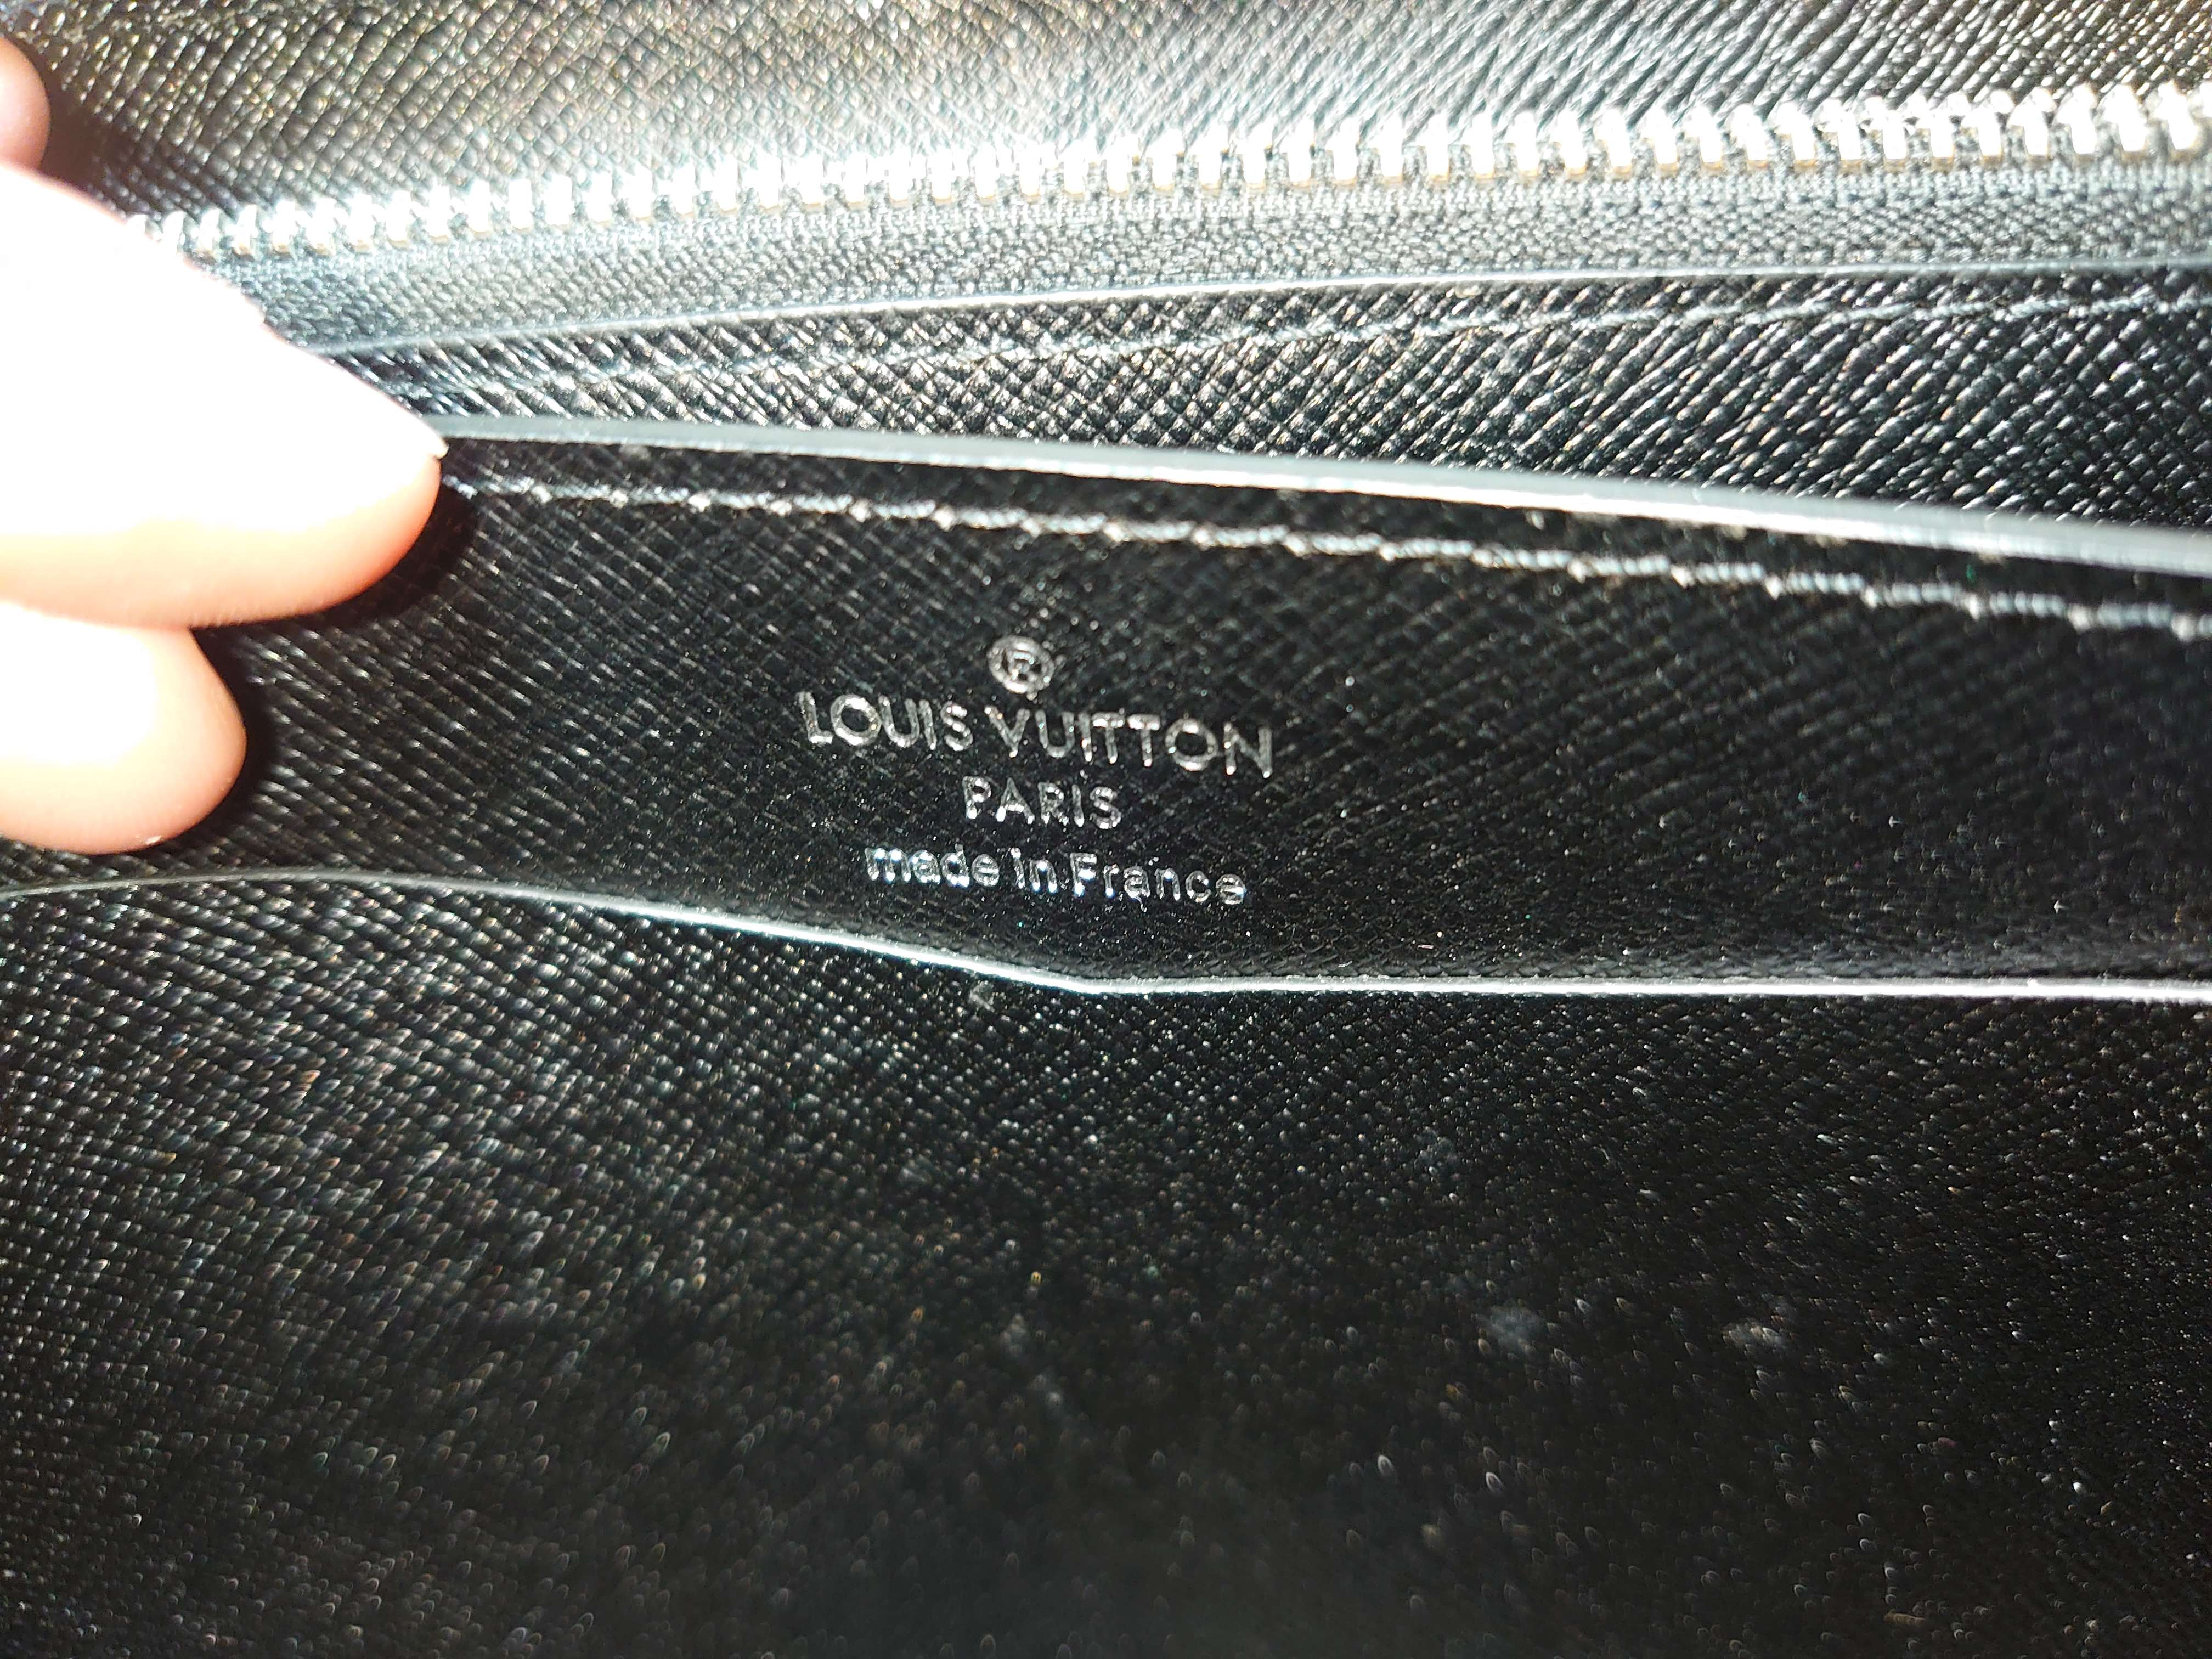 ®
LOUIS VUITTON
PARIS
made in France